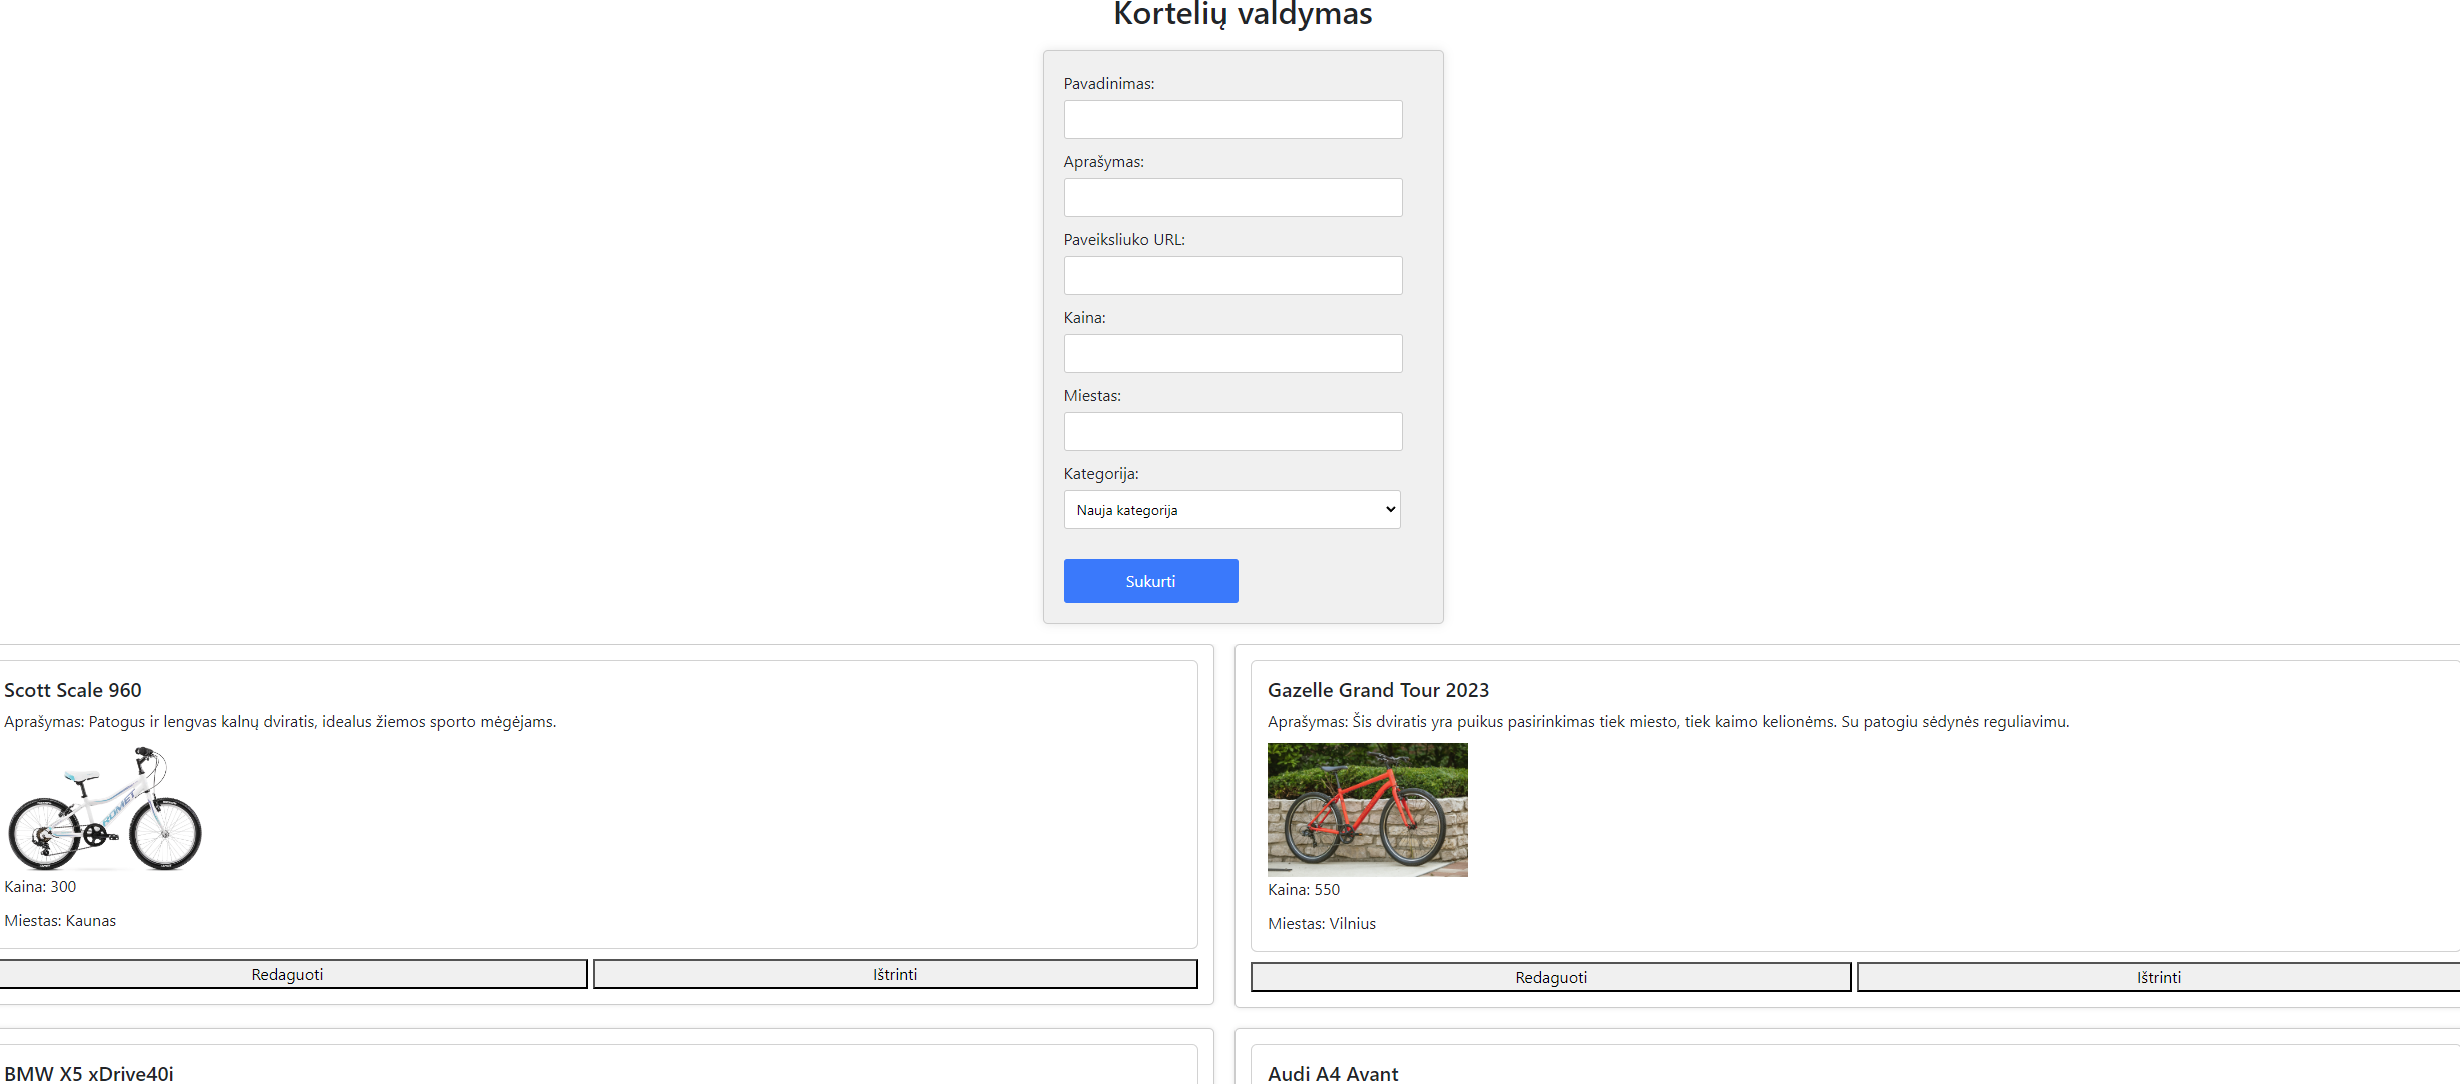 Kortelių valdymas
Pavadinimas:
Aprašymas:
Paveiksliuko URL:
Kaina:
Miestas:
Kategorija:
Nauja kategorija
Sukurti
Scott Scale 960
Aprašymas: Patogus ir lengvas kalnų dviratis, idealus žiemos sporto mėgėjams.
ROMET
Kaina: 300
Miestas: Kaunas
Redaguoti
Ištrinti
Gazelle Grand Tour 2023
Aprašymas: Šis dviratis yra puikus pasirinkimas tiek miesto, tiek kaimo kelionėms. Su patogiu sėdynės reguliavimu.
Kaina: 550
Miestas: Vilnius
Redaguoti
Ištrinti
BMW X5 xDrive40i
Audi A4 Avant